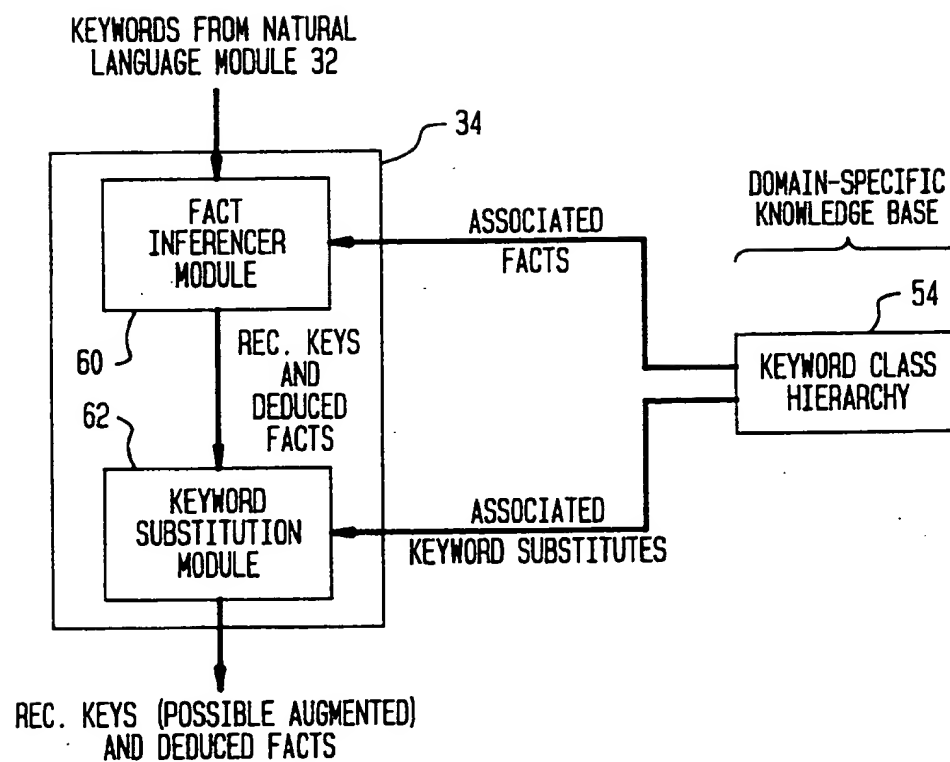 KEYWORDS FROM NATURAL
LANGUAGE MODULE 32
34
FACT
INFERENCER
MODULE
ASSOCIATED
FACTS
DOMAIN-SPECIFIC
KNOWLEDGE BASE
54
KEYWORD CLASS
HIERARCHY
60
REC. KEYS
AND
DEDUCED
FACTS
62
KEYWORD
SUBSTITUTION
MODULE
ASSOCIATED
KEYWORD SUBSTITUTES
REC. KEYS (POSSIBLE AUGMENTED)
AND DEDUCED FACTS